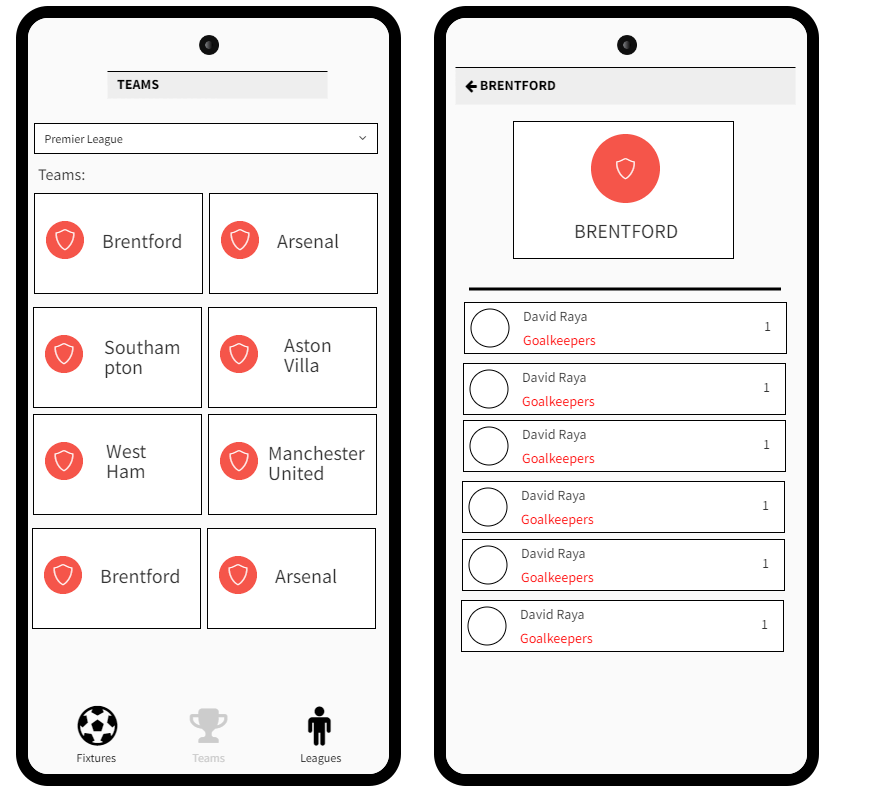 TEAMS
Premier League
Teams:
Brentford
Arsenal
Southam
pton
Aston
Villa
West
Ham
Manchester
United
Brentford
Arsenal
Fixtures
Teams
Leagues
BRENTFORD
BRENTFORD
David Raya
Goalkeepers
1
David Raya
Goalkeepers
1
David Raya
Goalkeepers
1
David Raya
Goalkeepers
1
David Raya
Goalkeepers
1
David Raya
Goalkeepers
1